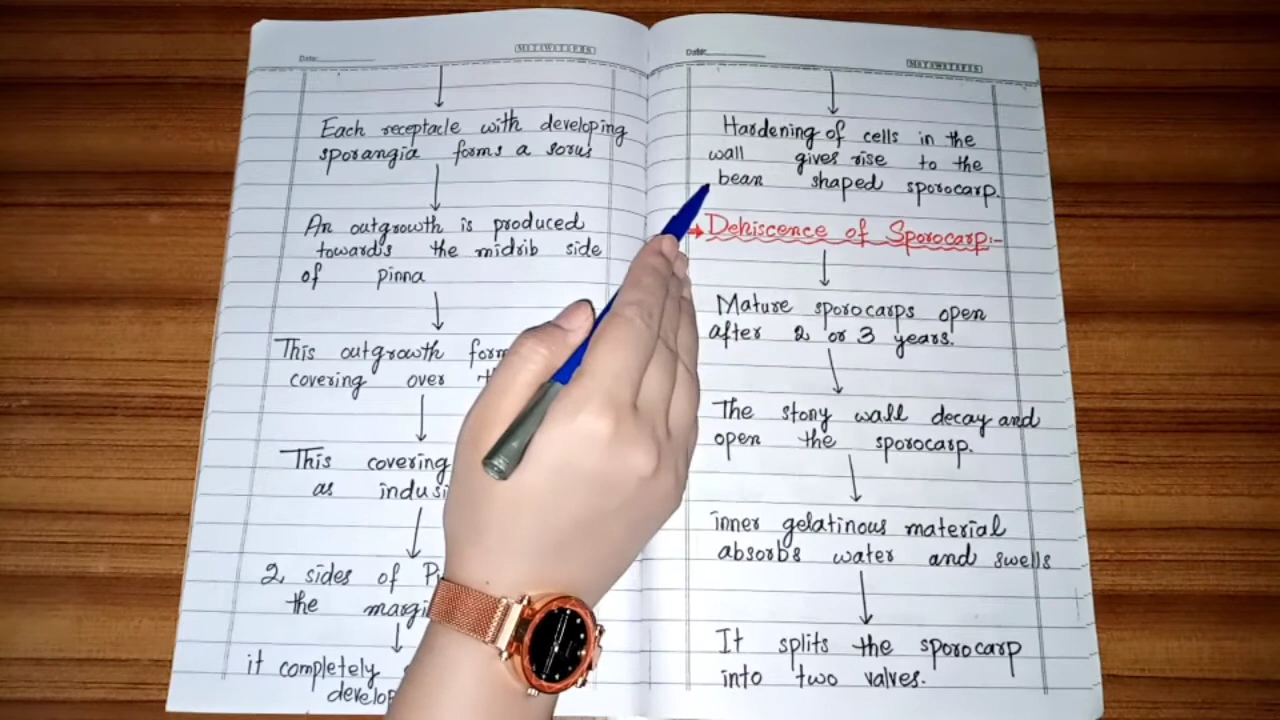 Date:
MATAWATAPER
Each receptacle with developing
sporangia forms a sorus
An outgrowth is produced
towards the midrib side
of pinna
This outgrowth
covering over
This covering
as
2 sides of
the
it completely
Date:
Hardening of cells in the
wall gives rise to the
bean shaped sporocarp.
Dehiscence of Sporocarp:-
Mature sporocarps open
after 2 or 3 years.
The stony wall decay and
open the sporocarp.
inner gelatinous material
absorbs water and swells
It splits the sporocarp
into two valves.